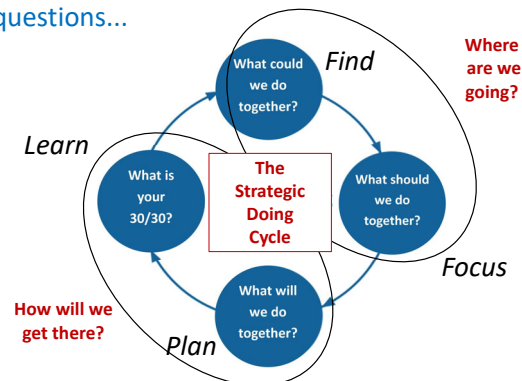 questions...
What could
we do
together?
Find
Where
are we
going?
Learn
What is
your
30/30?
The
Strategic
Doing
Cycle
What should
we do
together?
Focus
How will we
get there?
What will
we do
together?
Plan